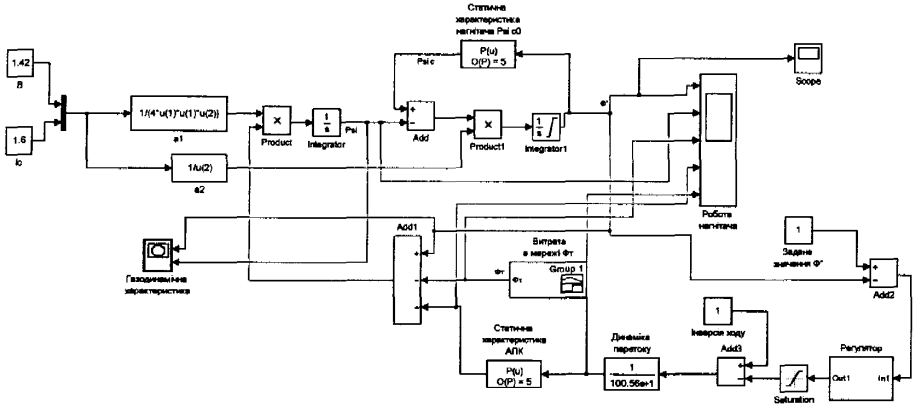 Статична
характеристика
нагнітача Psi c0
P(u)
O(P) = 5
Psi c
1.42
B
1.6
lc
1/(4*u(1)*u(1)*u(2))
a1
1/u(2)
a2
×
Product
1
s
Integrator
Psi
+
−
Add
×
Product1
1
s
Integrator1
Ф'
Scope
Робота
нагнітача
Газодинамічна
характеристика
Add1
+
−
−
Витрата
в мережі Фт
Фт
Фт
Group 1
1
Задане
значення Ф*
+
−
Add2
1
Інверсія ходу
Статична
характеристика
АПК
P(u)
O(P) = 5
Динаміка
перетоку
1
100.56s+1
Add3
+
−
Saturation
Регулятор
Out1
In1